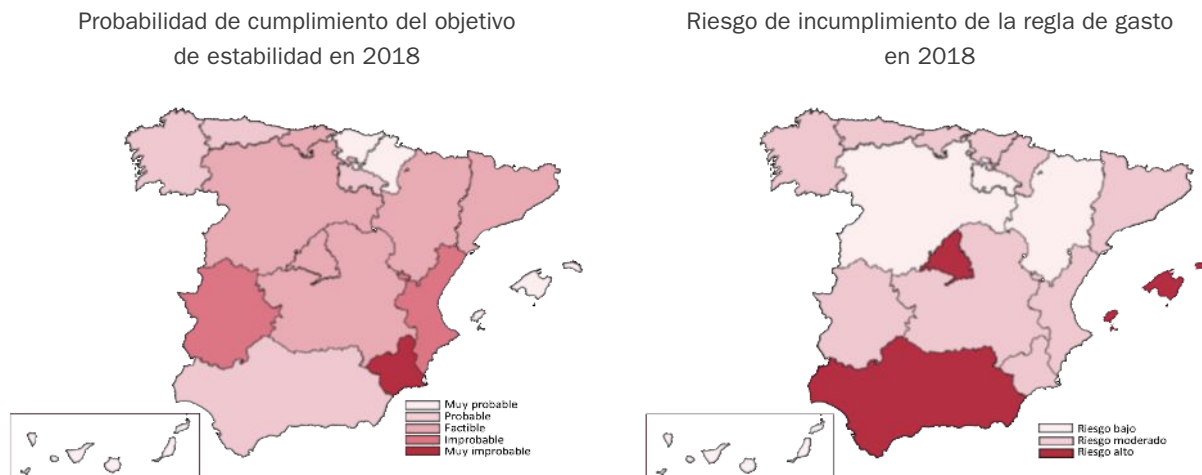 Probabilidad de cumplimiento del objetivo
de estabilidad en 2018
Muy probable
Probable
Factible
Improbable
Muy improbable
Riesgo de incumplimiento de la regla de gasto
en 2018
Riesgo bajo
Riesgo moderado
Riesgo alto